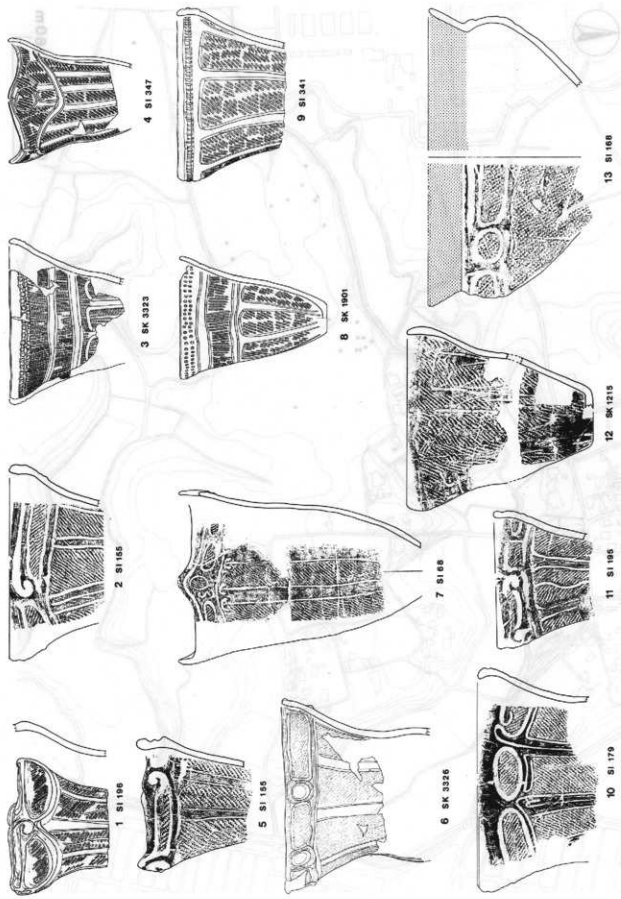 1 SI 196
2 SI 155
3 SK 3323
4 SI 347
5 SI 155
6 SK 3326
7 SI 68
8 SK 1901
9 SI 341
10 SI 179
11 SI 195
12 SK 1215
13 SI 168